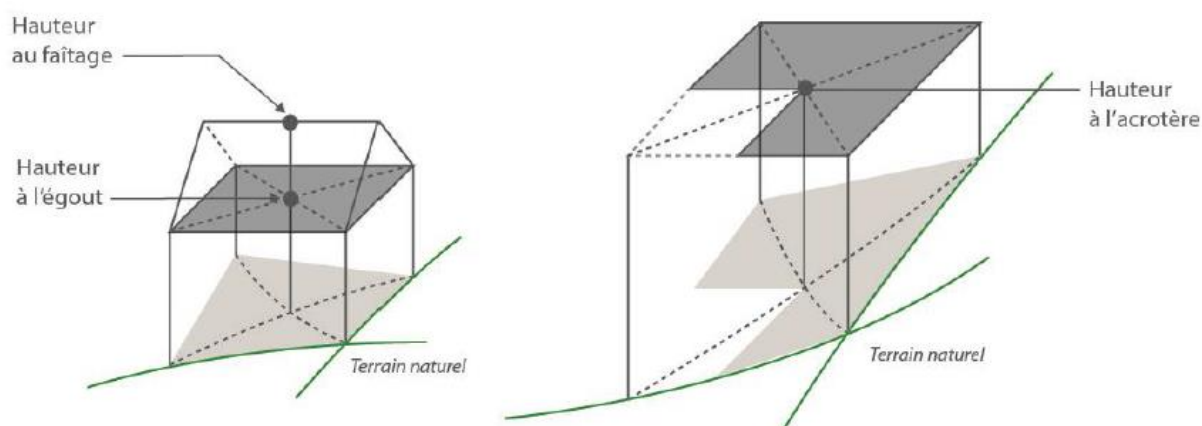 Hauteur
au faîtage
Hauteur
à l'égout
Terrain naturel
Hauteur
à l'acrotère
Terrain naturel